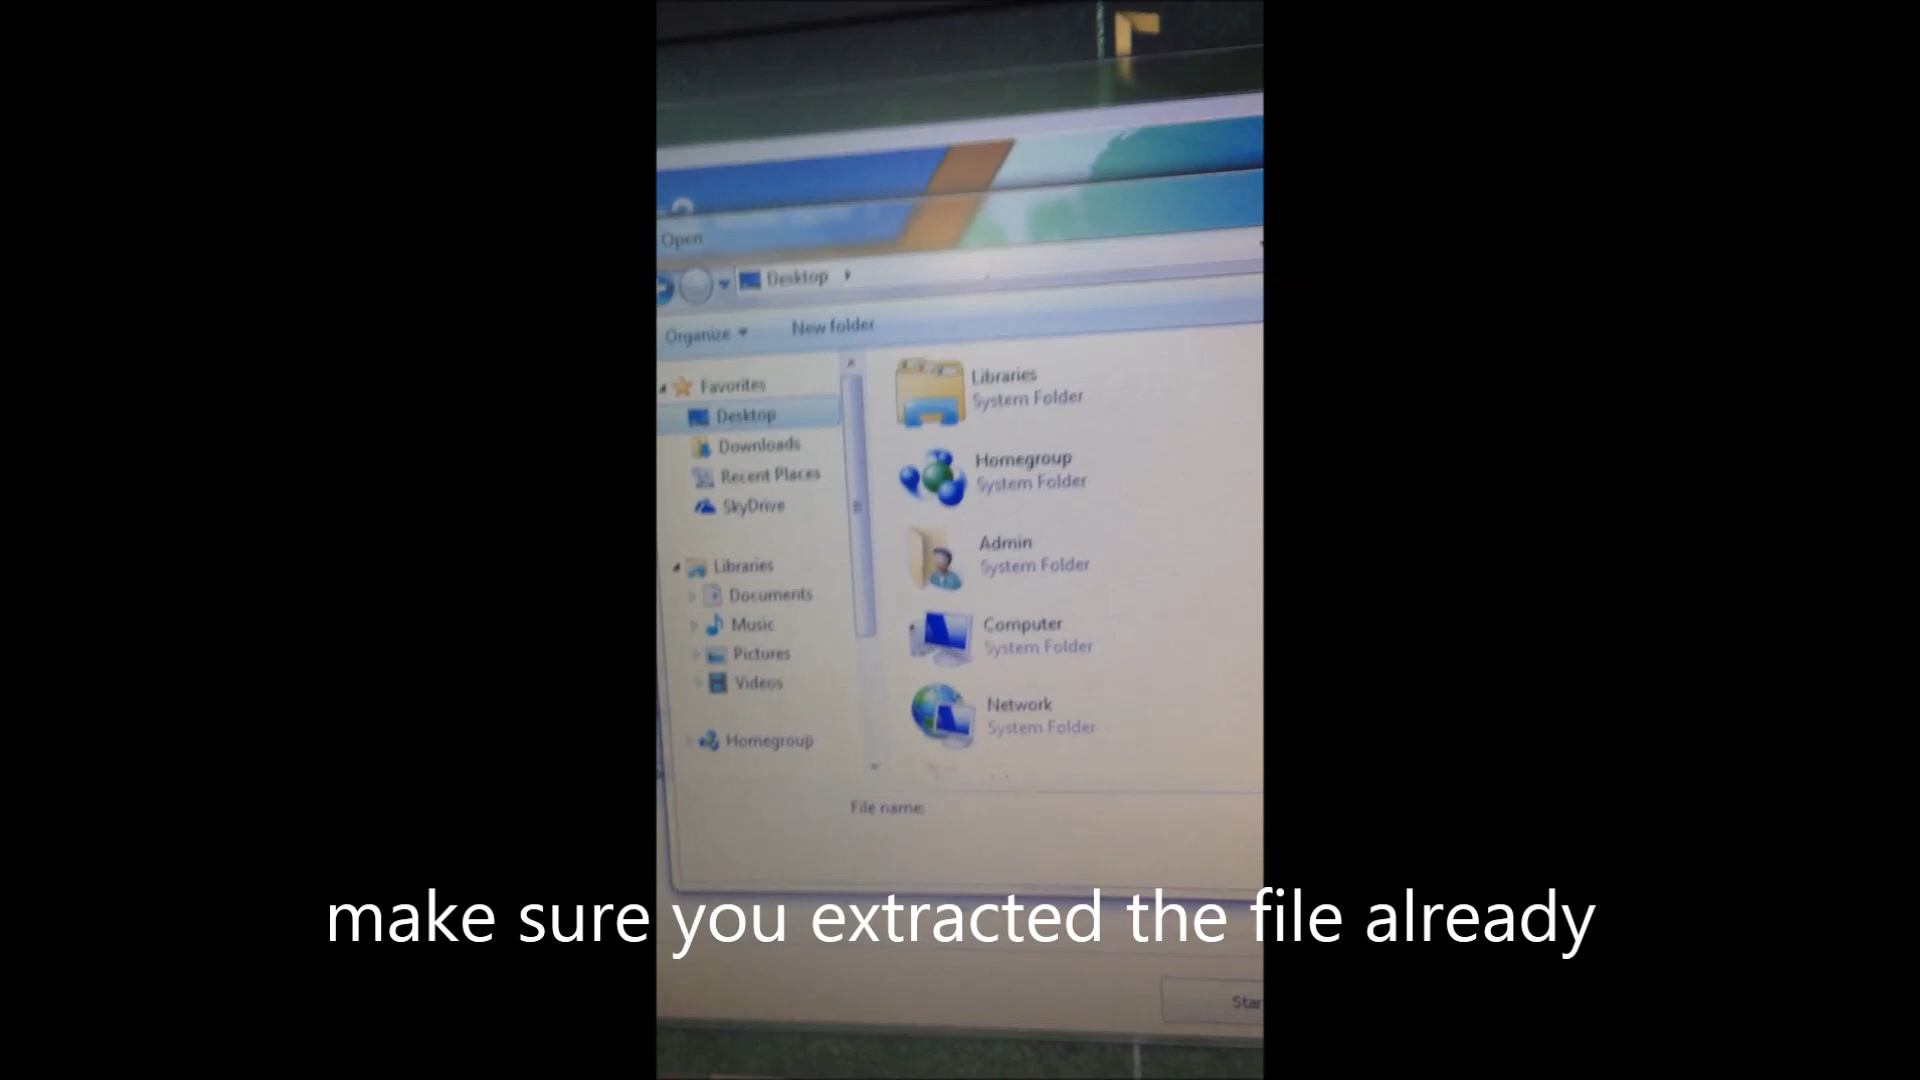 Open
Desktop
Organize
New folder
Favorites
Desktop
Downloads
Recent Places
SkyDrive
Libraries
Documents
Music
Pictures
Videos
Homegroup
Libraries
System Folder
Homegroup
System Folder
Admin
System Folder
Computer
System Folder
Network
System Folder
File name:
make sure you extracted the file already
Star